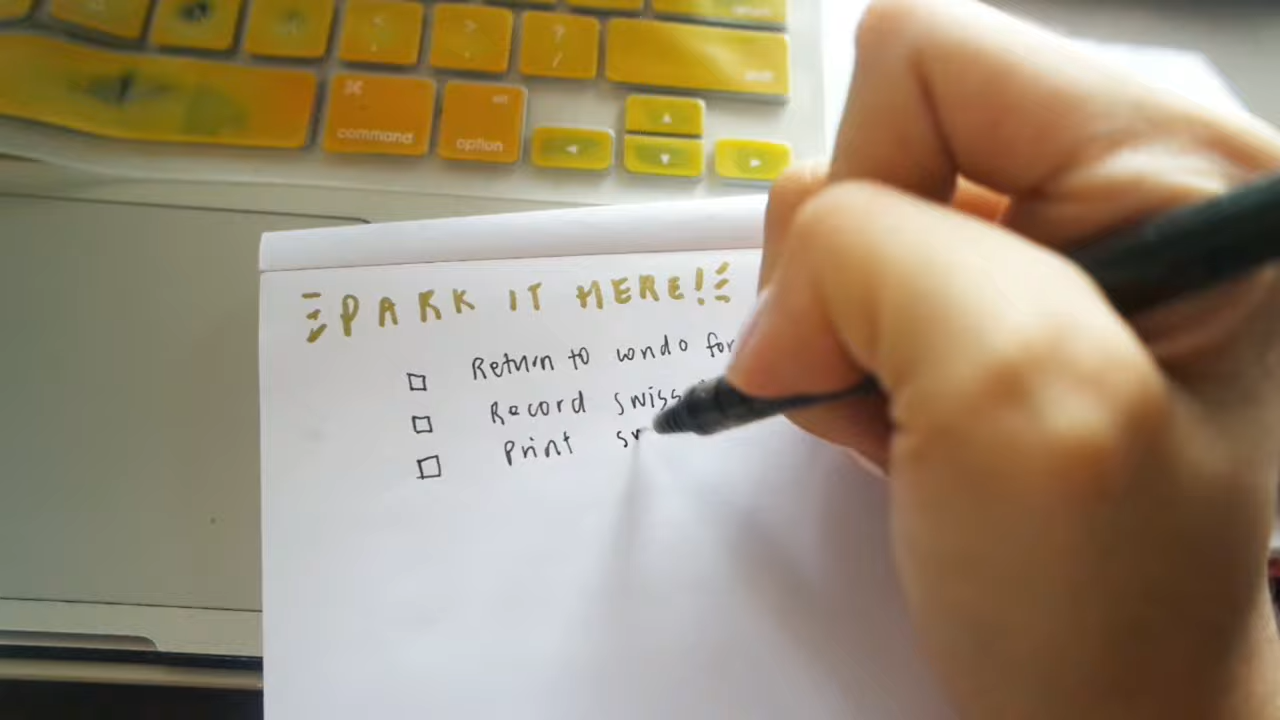 command
option
PARK IT HERE!
Return to condo for
Record swiss
Print